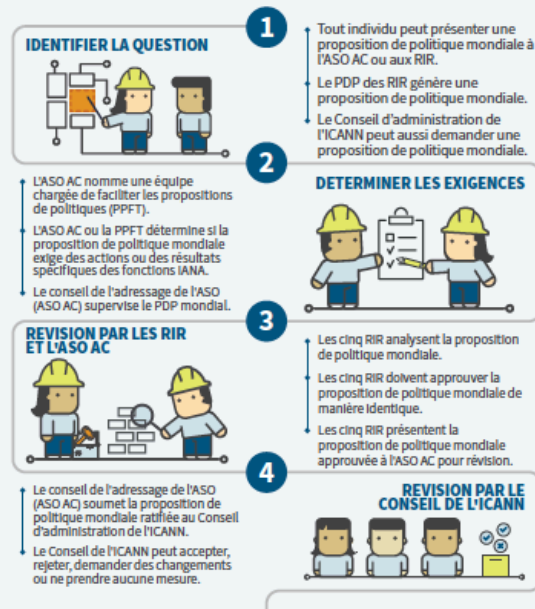 1
IDENTIFIER LA QUESTION
Tout individu peut présenter une
proposition de politique mondiale à
l'ASO AC ou aux RIR.
Le PDP des RIR génère une
proposition de politique mondiale.
Le Conseil d'administration de
l'ICANN peut aussi demander une
proposition de politique mondiale.
2
DETERMINER LES EXIGENCES
L'ASO AC nomme une équipe
chargée de faciliter les propositions
de politiques (PPFT).
L'ASO AC ou la PPFT détermine si la
proposition de politique mondiale
exige des actions ou des résultats
spécifiques des fonctions IANA.
Le conseil de l'adressage de l'ASO
(ASO AC) supervise le PDP mondial.
3
REVISION PAR LES RIR
ET L'ASO AC
Les cinq RIR analysent la proposition
de politique mondiale.
Les cinq RIR doivent approuver la
proposition de politique mondiale de
manière identique.
Les cinq RIR présentent la
proposition de politique mondiale
approuvée à l'ASO AC pour révision.
4
REVISION PAR LE
CONSEIL DE L'ICANN
Le conseil de l'adressage de l'ASO
(ASO AC) soumet la proposition de
politique mondiale ratifiée au Conseil
d'administration de l'ICANN.
Le Conseil de l'ICANN peut accepter,
rejeter, demander des changements
ou ne prendre aucune mesure.